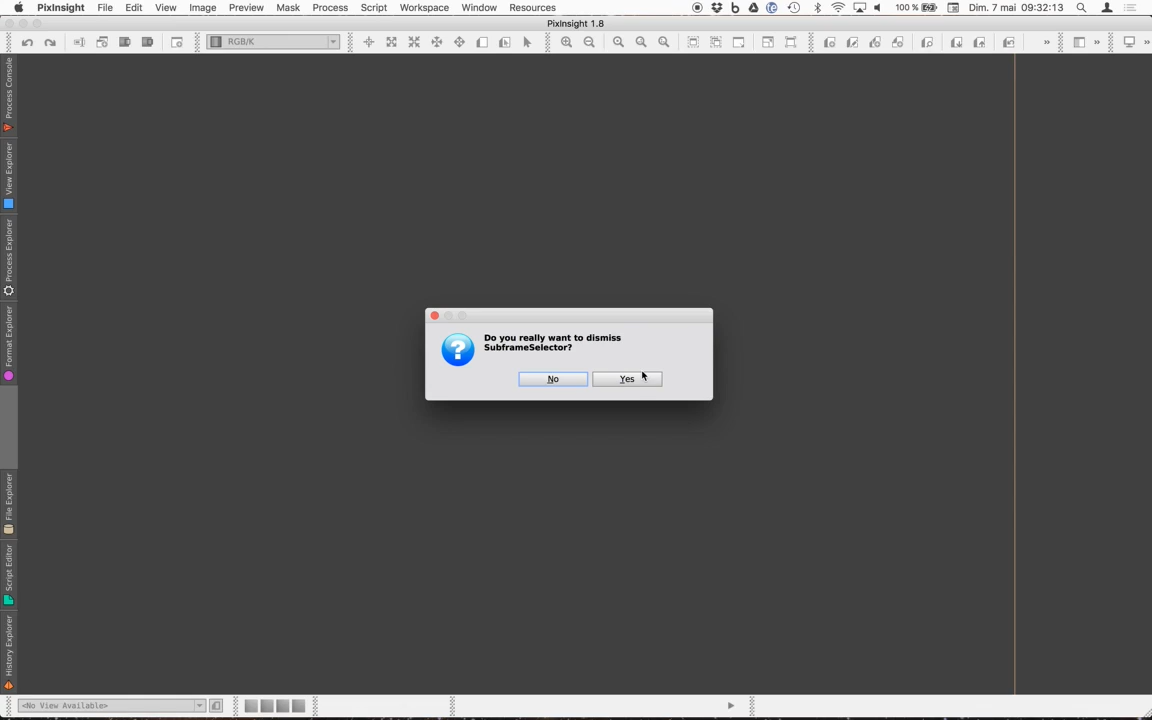 PixInsight File Edit View Image Preview Mask Process Script Workspace Window Resources 100 % Dim. 7 mai 09:32:13
PixInsight 1.8
RGB/K
Process Console
View Explorer
Process Explorer
Format Explorer
File Explorer
Script Editor
History Explorer
Do you really want to dismiss
SubframeSelector?
No Yes
<No View Available>